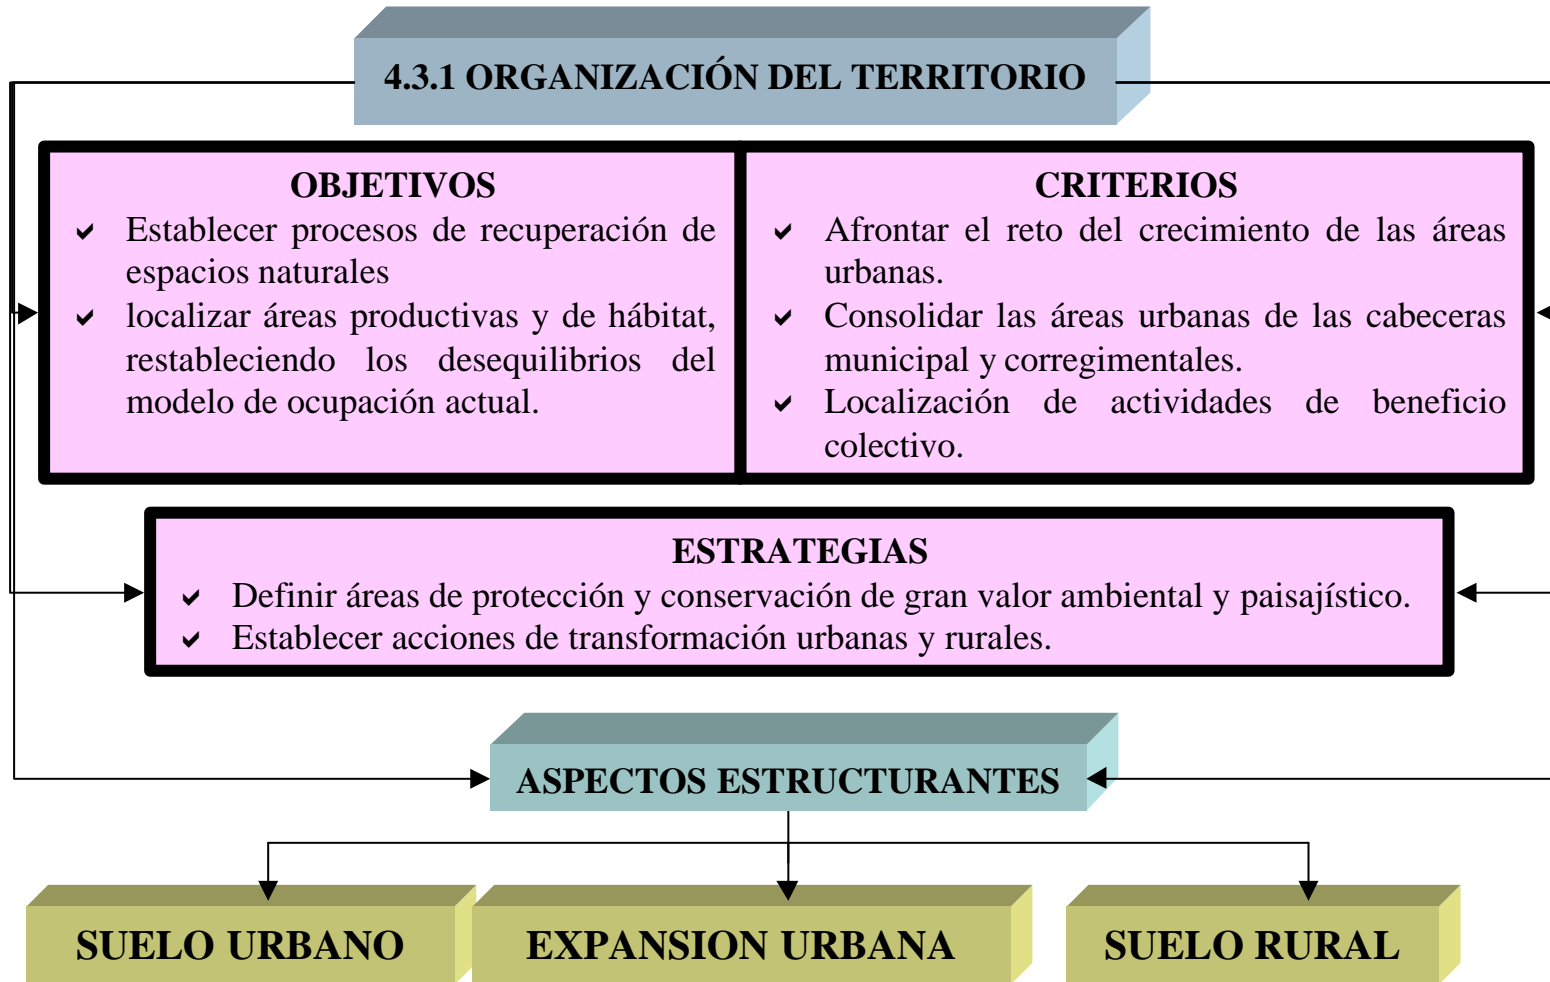 4.3.1 ORGANIZACIÓN DEL TERRITORIO
OBJETIVOS
Establecer procesos de recuperación de
espacios naturales
localizar áreas productivas y de hábitat,
restableciendo los desequilibrios del
modelo de ocupación actual.
CRITERIOS
Afrontar el reto del crecimiento de las áreas
urbanas.
Consolidar las áreas urbanas de las cabeceras
municipal y corregimentales.
Localización de actividades de beneficio
colectivo.
ESTRATEGIAS
Definir áreas de protección y conservación de gran valor ambiental y paisajístico.
Establecer acciones de transformación urbanas y rurales.
ASPECTOS ESTRUCTURANTES
SUELO URBANO
EXPANSION URBANA
SUELO RURAL